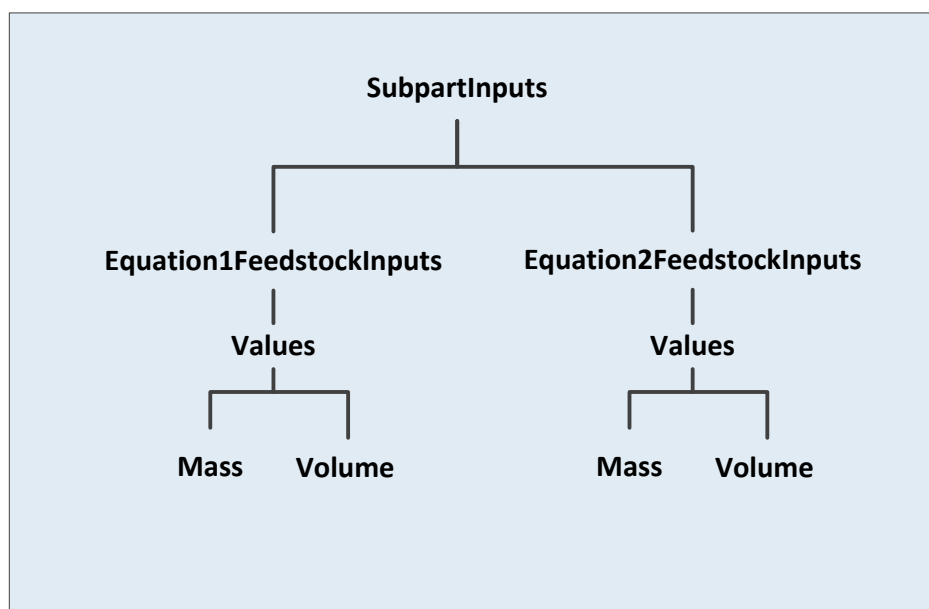 SubpartInputs
Equation1FeedstockInputs Equation2FeedstockInputs
Values Values
Mass Volume Mass Volume